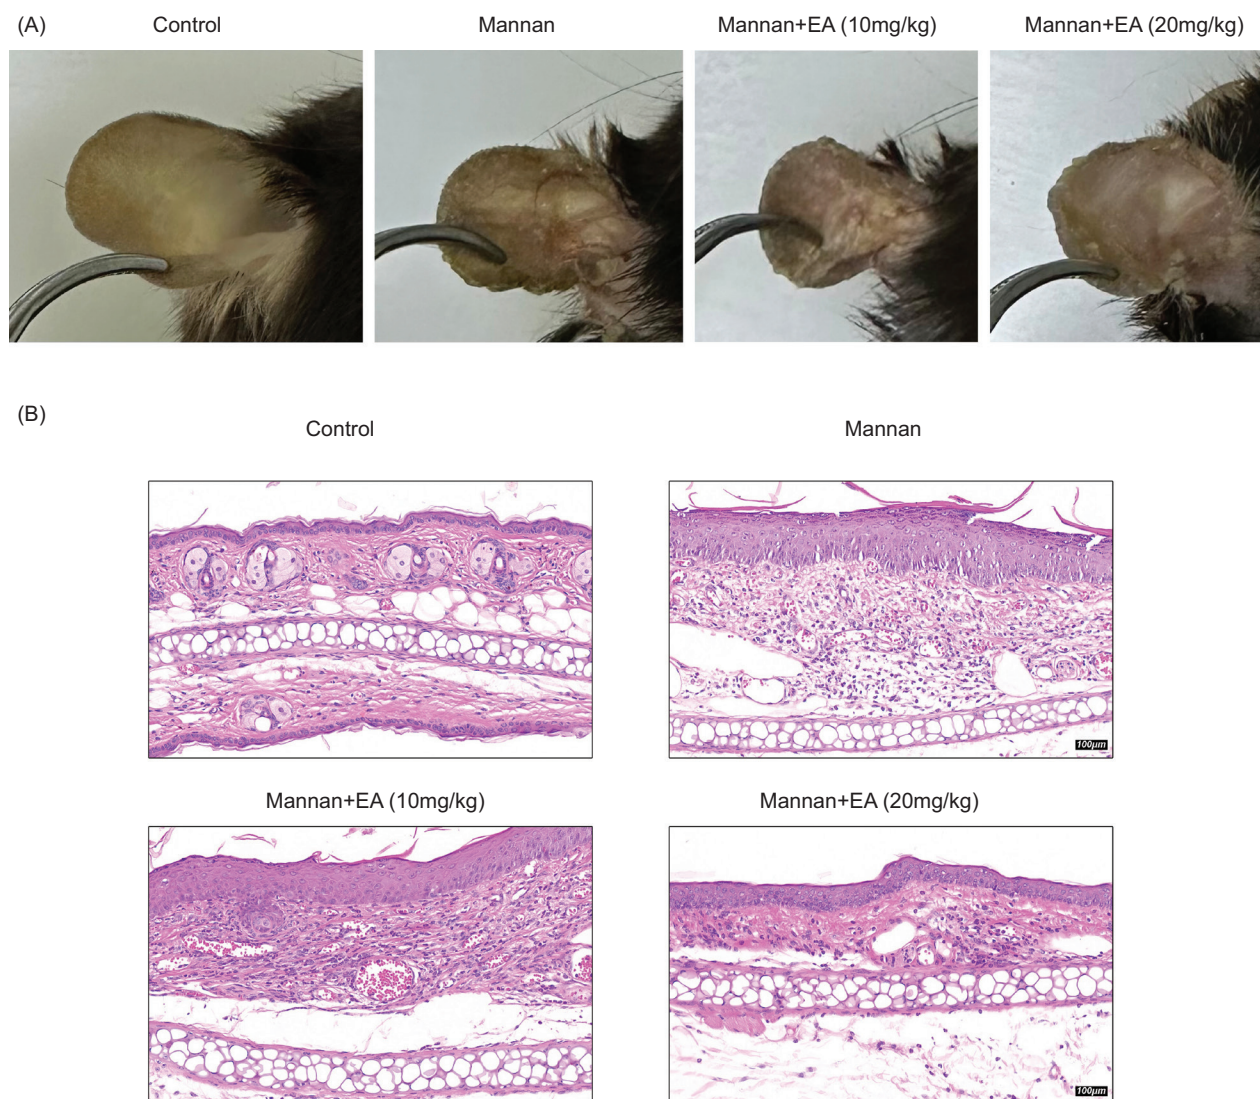 (A) Control Mannan Mannan+EA (10mg/kg) Mannan+EA (20mg/kg)
(B)
Control Mannan
100µm
Mannan+EA (10mg/kg) Mannan+EA (20mg/kg)
100µm